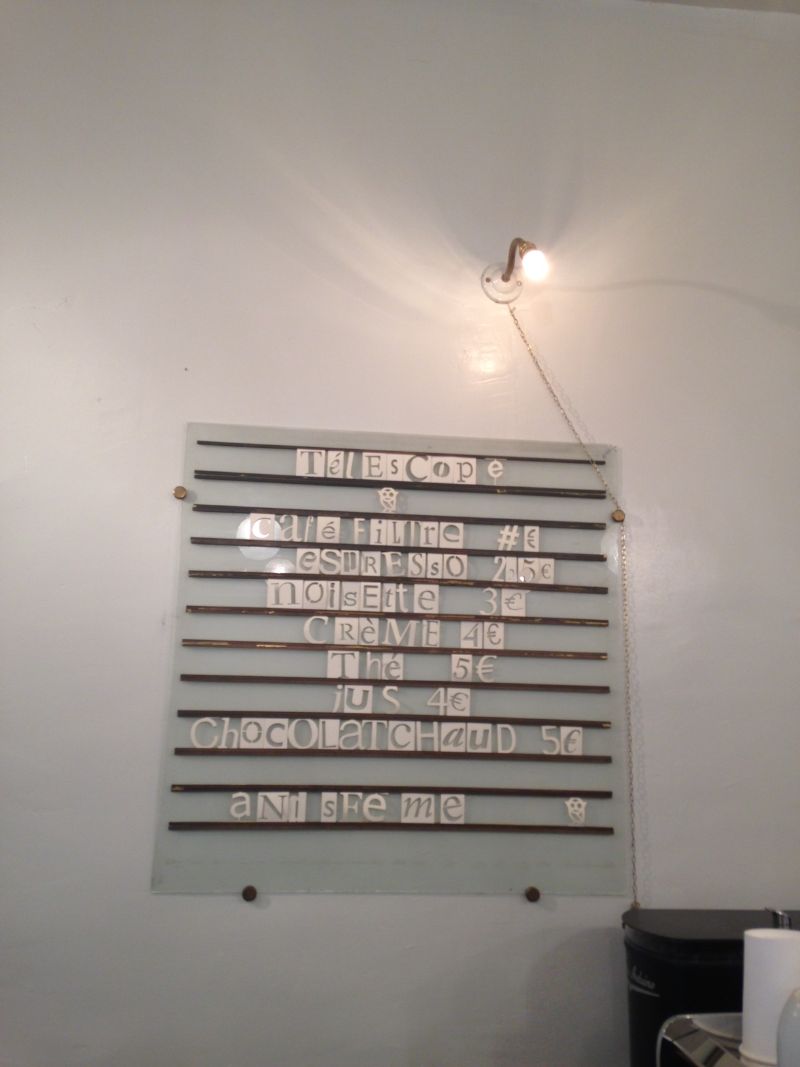 TélEsCope
café FiLTRe #€
espREsso 2,5€
noisEtte 3€
CRèME 4€
Thé 5€
jUS 4€
ChOCOLaTCHauD 5€
aNisFeme